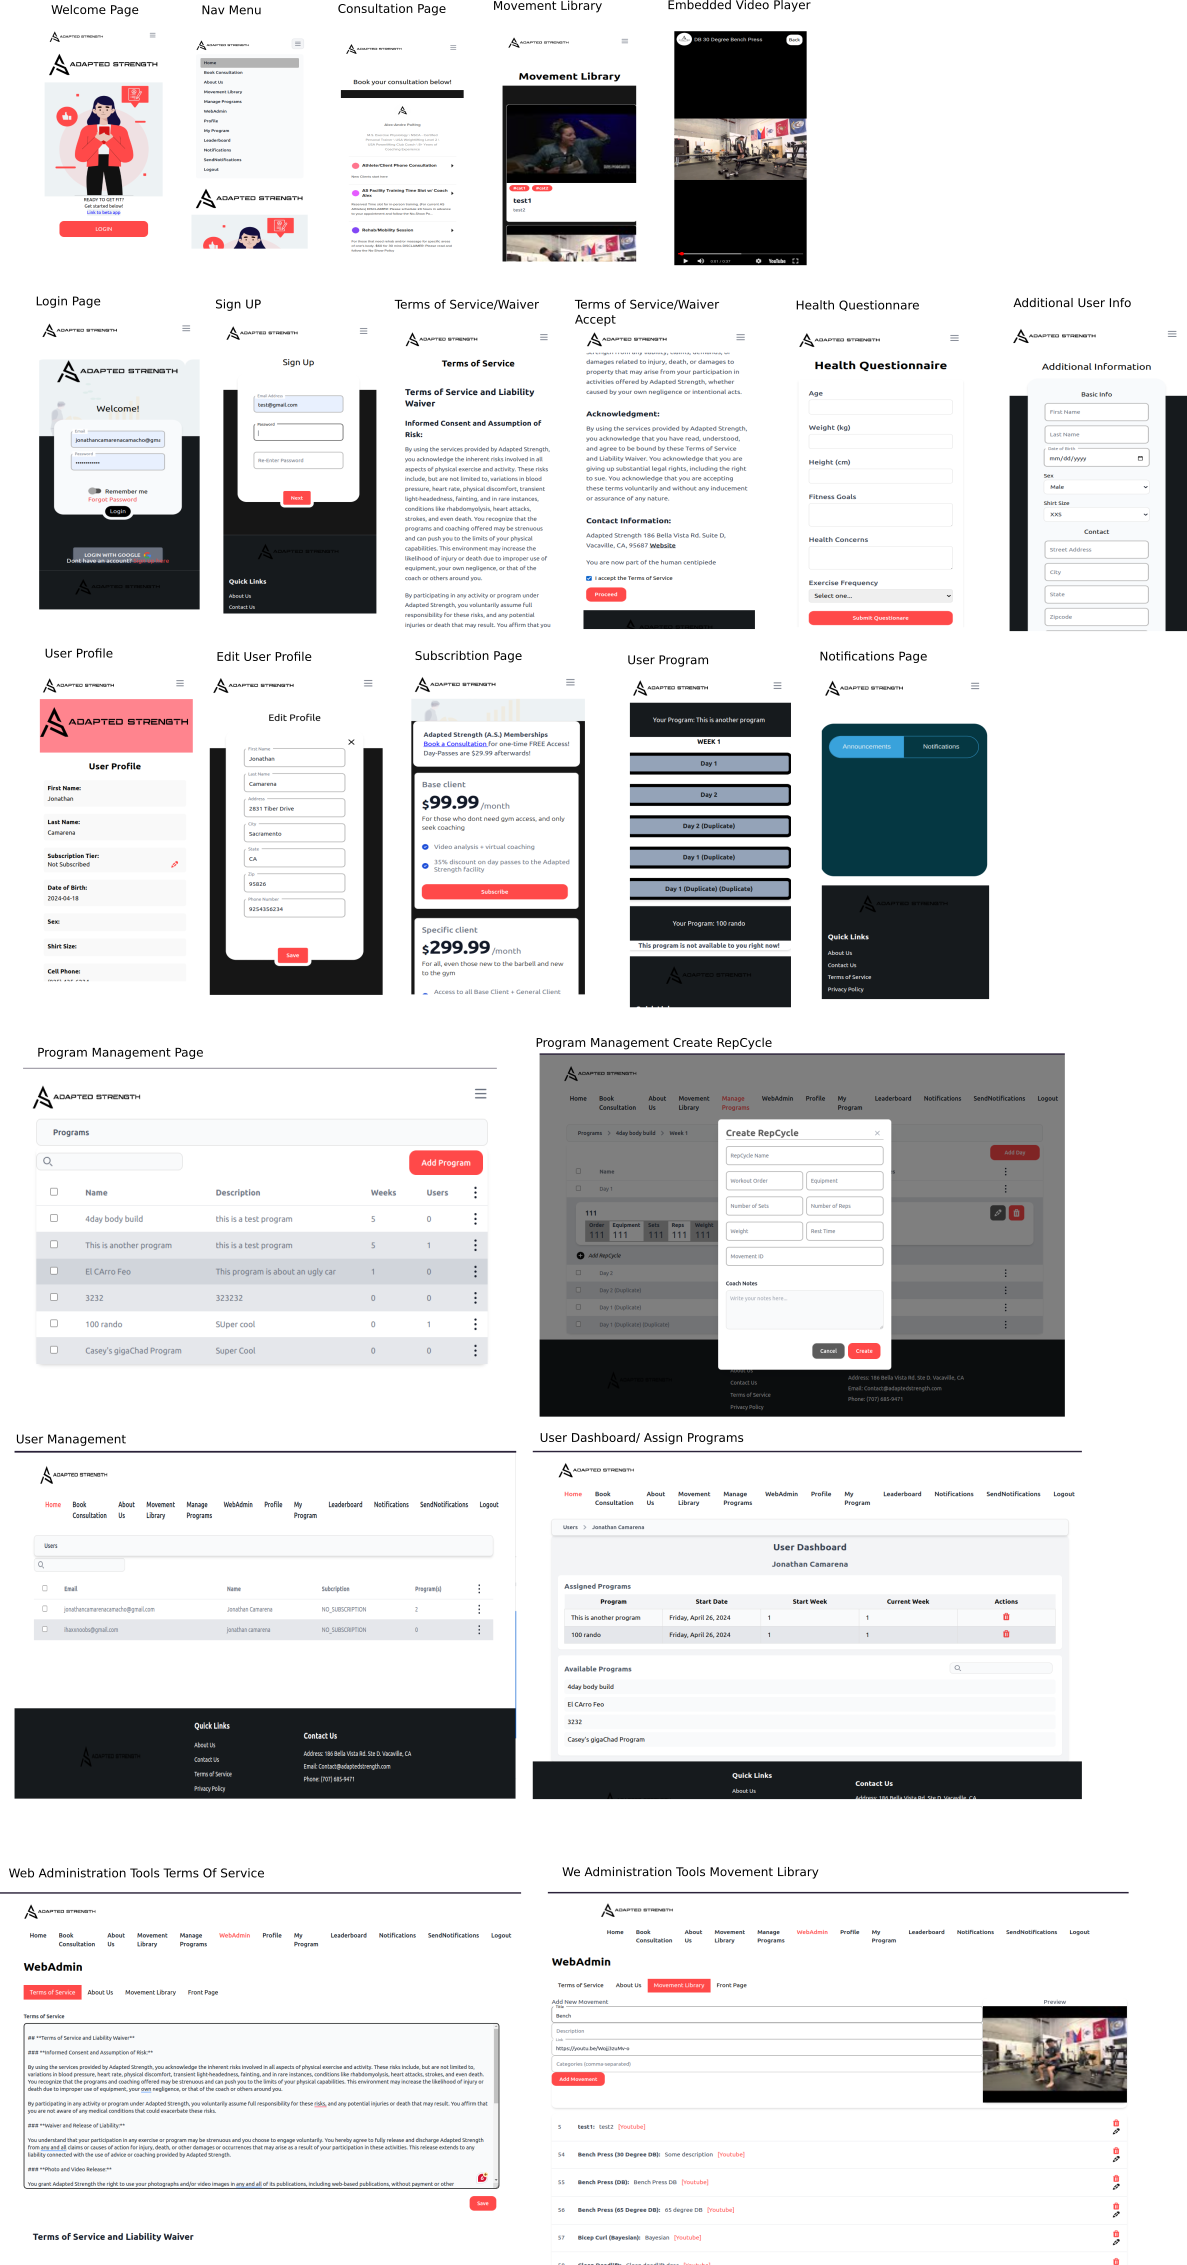 Welcome Page
ADAPTED STRENGTH
ADAPTED STRENGTH
READY TO GET FIT?
Get started below!
Link to beta app
LOGIN
Nav Menu
ADAPTED STRENGTH
Home
Book Consultation
About Us
Movement Library
Manage Programs
WebAdmin
Profile
My Program
Leaderboard
Notifications
SendNotifications
Logout
ADAPTED STRENGTH
Consultation Page
ADAPTED STRENGTH
Book your consultation below!
Athlete/Client Phone Consultation
New Clients start here
AS Facility Training Time Slot w/ Coach
Alex
Rehab/Mobility Session
Movement Library
ADAPTED STRENGTH
Movement Library
#cat1 #cat2
test1
test2
Embedded Video Player
DB 30 Degree Bench Press
Back
YouTube
Login Page
ADAPTED STRENGTH
ADAPTED STRENGTH
Welcome!
Email
jonathancamarenacamacho@gma
Password
Remember me
Forgot Password
Login
LOGIN WITH GOOGLE
Dont have an account? Sign up here
Sign UP
ADAPTED STRENGTH
Sign Up
Email Address
test@gmail.com
Password
Re-Enter Password
Next
Quick Links
About Us
Contact Us
Terms of Service/Waiver
ADAPTED STRENGTH
Terms of Service
Terms of Service and Liability
Waiver
Informed Consent and Assumption of
Risk:
By using the services provided by Adapted Strength,
you acknowledge the inherent risks involved in all
aspects of physical exercise and activity. These risks
include, but are not limited to, variations in blood
pressure, heart rate, physical discomfort, transient
light-headedness, fainting, and in rare instances,
conditions like rhabdomyolysis, heart attacks,
strokes, and even death. You recognize that the
programs and coaching offered may be strenuous
and can push you to the limits of your physical
capabilities. This environment may increase the
likelihood of injury or death due to improper use of
equipment, your own negligence, or that of the
coach or others around you.
By participating in any activity or program under
Adapted Strength, you voluntarily assume full
responsibility for these risks, and any potential
injuries or death that may result. You affirm that you
Terms of Service/Waiver
Accept
ADAPTED STRENGTH
damages related to injury, death, or damages to
property that may arise from your participation in
activities offered by Adapted Strength, whether
caused by your own negligence or intentional acts.
Acknowledgment:
By using the services provided by Adapted Strength,
you acknowledge that you have read, understood,
and agree to be bound by these Terms of Service
and Liability Waiver. You acknowledge that you are
giving up substantial legal rights, including the right
to sue. You acknowledge that you are accepting
these terms voluntarily and without any inducement
or assurance of any nature.
Contact Information:
Adapted Strength 186 Bella Vista Rd. Suite D,
Vacaville, CA, 95687 Website
You are now part of the human centipiede
I accept the Terms of Service
Proceed
Health Questionnare
ADAPTED STRENGTH
Health Questionnaire
Age
Weight (kg)
Height (cm)
Fitness Goals
Health Concerns
Exercise Frequency
Select one...
Submit Questionare
Additional User Info
ADAPTED STRENGTH
Additional Information
Basic Info
First Name
Last Name
Date of Birth
mm/dd/yyyy
Sex
Male
Shirt Size
XXS
Contact
Street Address
City
State
Zipcode
User Profile
ADAPTED STRENGTH
ADAPTED STRENGTH
User Profile
First Name:
Jonathan
Last Name:
Camarena
Subscription Tier:
Not Subscribed
Date of Birth:
2024-04-18
Sex:
Shirt Size:
Cell Phone:
Edit User Profile
ADAPTED STRENGTH
Edit Profile
First Name
Jonathan
Last Name
Camarena
Address
2831 Tiber Drive
City
Sacramento
State
CA
Zip
95826
Phone Number
9254356234
Save
Subscribtion Page
ADAPTED STRENGTH
Adapted Strength (A.S.) Memberships
Book a Consultation for one-time FREE Access!
Day-Passes are $29.99 afterwards!
Base client
$99.99 /month
For those who dont need gym access, and only
seek coaching
Video analysis + virtual coaching
35% discount on day passes to the Adapted
Strength facility
Subscribe
Specific client
$299.99 /month
For all, even those new to the barbell and new
to the gym
Access to all Base Client + General Client
User Program
ADAPTED STRENGTH
Your Program: This is another program
WEEK 1
Day 1
Day 2
Day 2 (Duplicate)
Day 1 (Duplicate)
Day 1 (Duplicate) (Duplicate)
Your Program: 100 rando
This program is not available to you right now!
Notifications Page
ADAPTED STRENGTH
Announcements
Notifications
Quick Links
About Us
Contact Us
Terms of Service
Privacy Policy
Program Management Page
ADAPTED STRENGTH
Programs
Add Program
Name Description Weeks Users
4day body build this is a test program 5 0
This is another program this is a test program 5 1
El CArro Feo This program is about an ugly car 1 0
3232 323232 0 0
100 rando SUper cool 0 1
Casey's gigaChad Program Super Cool 0 0
Program Management Create RepCycle
ADAPTED STRENGTH
Home Book Consultation About Us Movement Library Manage Programs WebAdmin Profile My Program Leaderboard Notifications SendNotifications Logout
Programs > 4day body build > Week 1
Add Day
Name
Day 1
111
Order Equipment Sets Reps Weight
111 111 111 111 111
Add RepCycle
Day 2
Day 2 (Duplicate)
Day 1 (Duplicate)
Day 1 (Duplicate) (Duplicate)
Create RepCycle
RepCycle Name
Workout Order
Equipment
Number of Sets
Number of Reps
Weight
Rest Time
Movement ID
Coach Notes
Write your notes here...
Cancel
Create
About Us
Contact Us
Terms of Service
Privacy Policy
Address: 186 Bella Vista Rd. Ste D. Vacaville, CA
Email: Contact@adaptedstrength.com
Phone: (707) 685-9471
User Management
ADAPTED STRENGTH
Home Book Consultation About Us Movement Library Manage Programs WebAdmin Profile My Program Leaderboard Notifications SendNotifications Logout
Users
Email Name Subcription Program(s)
jonathancamarenacamacho@gmail.com Jonathan Camarena NO_SUBSCRIPTION 2
ihaxnoobs@gmail.com jonathan camarena NO_SUBSCRIPTION 0
Quick Links
About Us
Contact Us
Terms of Service
Privacy Policy
Contact Us
Address: 186 Bella Vista Rd. Ste D. Vacaville, CA
Email: Contact@adaptedstrength.com
Phone: (707) 685-9471
User Dashboard/ Assign Programs
ADAPTED STRENGTH
Home Book Consultation About Us Movement Library Manage Programs WebAdmin Profile My Program Leaderboard Notifications SendNotifications Logout
Users > Jonathan Camarena
User Dashboard
Jonathan Camarena
Assigned Programs
Program Start Date Start Week Current Week Actions
This is another program Friday, April 26, 2024 1 1
100 rando Friday, April 26, 2024 1 1
Available Programs
4day body build
El CArro Feo
3232
Casey's gigaChad Program
Quick Links
About Us
Contact Us
Address: 186 Bella Vista Rd. Ste D. Vacaville, CA
Web Administration Tools Terms Of Service
ADAPTED STRENGTH
Home Book Consultation About Us Movement Library Manage Programs WebAdmin Profile My Program Leaderboard Notifications SendNotifications Logout
WebAdmin
Terms of Service About Us Movement Library Front Page
Terms of Service
## **Terms of Service and Liability Waiver**
### **Informed Consent and Assumption of Risk:**
By using the services provided by Adapted Strength, you acknowledge the inherent risks involved in all aspects of physical exercise and activity. These risks include, but are not limited to,
variations in blood pressure, heart rate, physical discomfort, transient light-headedness, fainting, and in rare instances, conditions like rhabdomyolysis, heart attacks, strokes, and even death.
You recognize that the programs and coaching offered may be strenuous and can push you to the limits of your physical capabilities. This environment may increase the likelihood of injury or
death due to improper use of equipment, your own negligence, or that of the coach or others around you.
By participating in any activity or program under Adapted Strength, you voluntarily assume full responsibility for these risks, and any potential injuries or death that may result. You affirm that
you are not aware of any medical conditions that could exacerbate these risks.
### **Waiver and Release of Liability:**
You understand that your participation in any exercise or program may be strenuous and you choose to engage voluntarily. You hereby agree to fully release and discharge Adapted Strength
from any and all claims or causes of action for injury, death, or other damages or occurrences that may arise as a result of your participation in these activities. This release extends to any
liability connected with the use of advice or coaching provided by Adapted Strength.
### **Photo and Video Release:**
You grant Adapted Strength the right to use your photographs and/or video images in any and all of its publications, including web-based publications, without payment or other
Save
Terms of Service and Liability Waiver
We Administration Tools Movement Library
ADAPTED STRENGTH
Home Book Consultation About Us Movement Library Manage Programs WebAdmin Profile My Program Leaderboard Notifications SendNotifications Logout
WebAdmin
Terms of Service About Us Movement Library Front Page
Add New Movement
Preview
Title
Bench
Description
Link
Categories (comma separated)
Add Movement
5 test1: test2 [Youtube]
54 Bench Press (30 Degree DB): Some description [Youtube]
55 Bench Press (DB): Bench Press DB [Youtube]
56 Bench Press (65 Degree DB): 65 degree DB [Youtube]
57 Bicep Curl (Bayesian): Bayesian [Youtube]